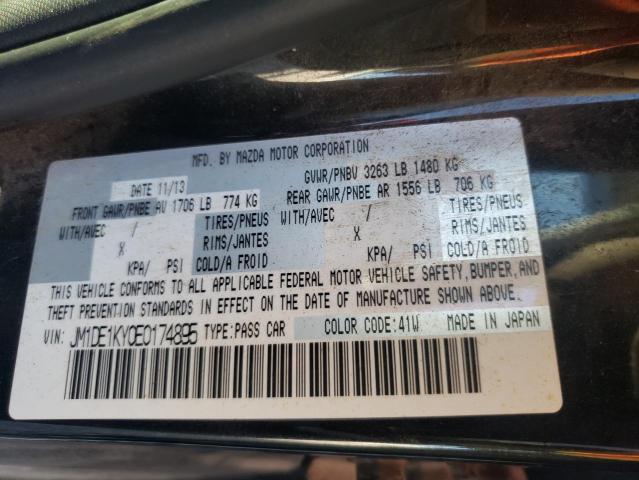 MFD. BY MAZDA MOTOR CORPORATION
DATE 11/13 GVWR/PNBV 3263 LB 1480 KG
FRONT GAWR/PNBE AV 1706 LB 774 KG REAR GAWR/PNBE AR 1556 LB 706 KG
WITH/AVEC / TIRES/PNEUS WITH/AVEC / TIRES/PNEUS
X RIMS/JANTES X RIMS/JANTES
KPA/ PSI COLD/A FROID KPA/ PSI COLD/A FROID
THIS VEHICLE CONFORMS TO ALL APPLICABLE FEDERAL MOTOR VEHICLE SAFETY, BUMPER, AND
THEFT PREVENTION STANDARDS IN EFFECT ON THE DATE OF MANUFACTURE SHOWN ABOVE.
VIN: JM1DE1KY0E0174895 TYPE: PASS CAR COLOR CODE: 41W MADE IN JAPAN